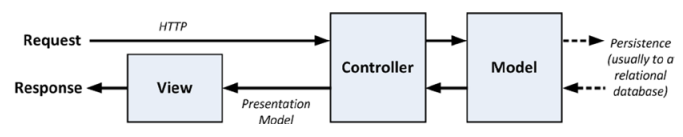 HTTP
Request
Response
View
Presentation
Model
Controller
Model
Persistence
(usually to a
relational
database)